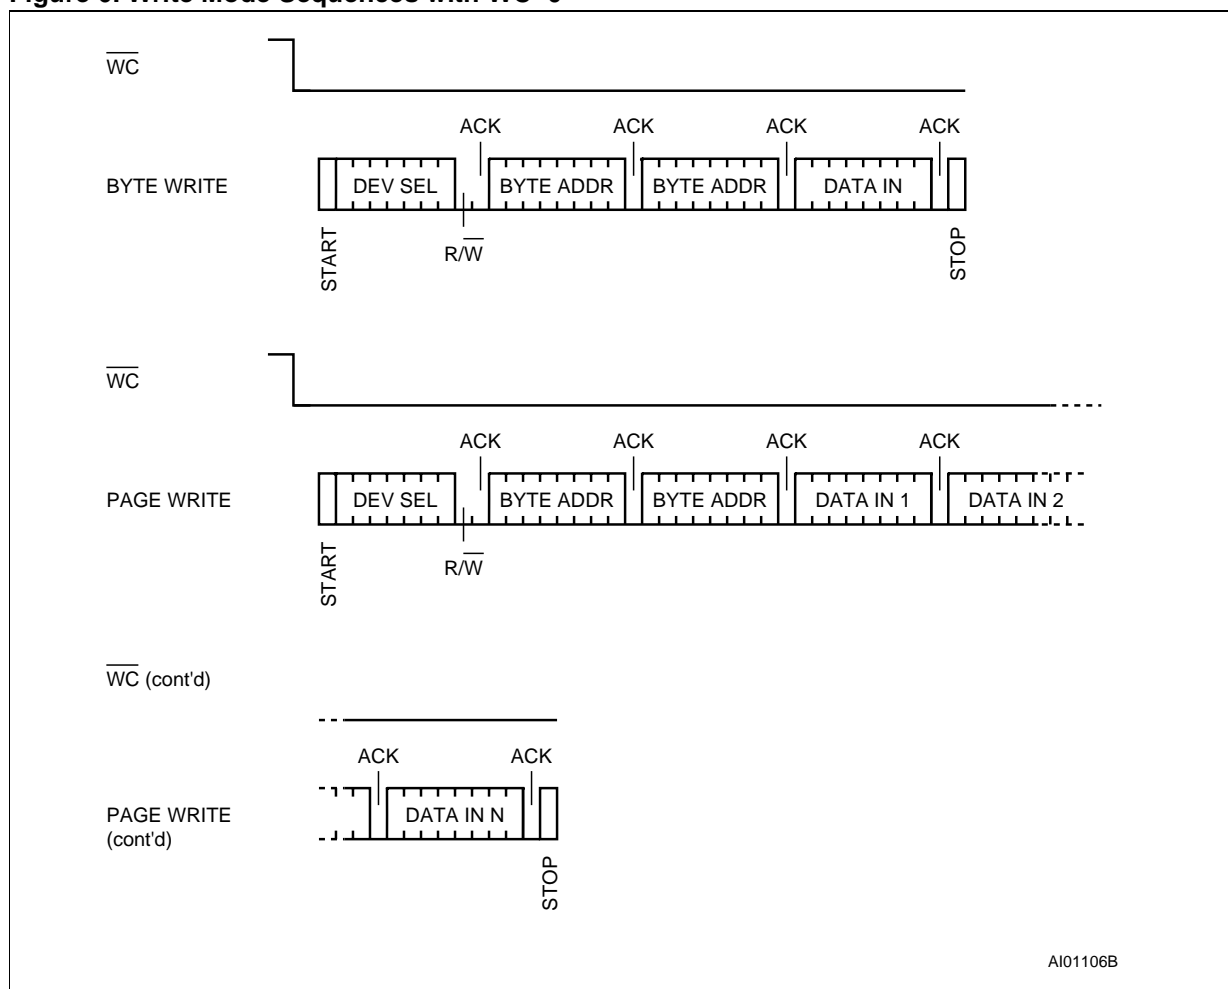 WC
ACK ACK ACK ACK
BYTE WRITE DEV SEL BYTE ADDR BYTE ADDR DATA IN
R/W
START
STOP
WC
ACK ACK ACK ACK
PAGE WRITE DEV SEL BYTE ADDR BYTE ADDR DATA IN 1 DATA IN 2
R/W
START
WC (cont'd)
ACK ACK
PAGE WRITE DATA IN N
(cont'd)
STOP
AI01106B